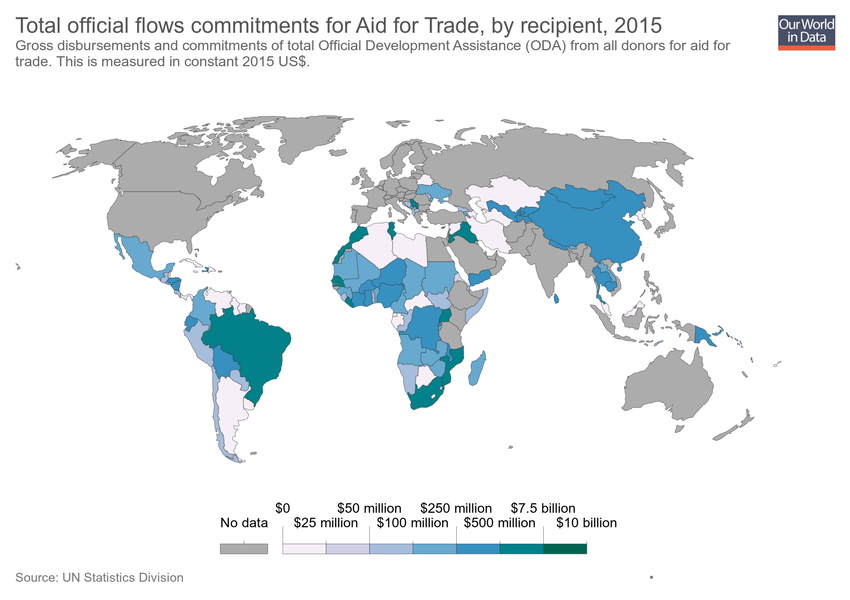 Total official flows commitments for Aid for Trade, by recipient, 2015
Our World
in Data
Gross disbursements and commitments of total Official Development Assistance (ODA) from all donors for aid for
trade. This is measured in constant 2015 US$.
$0 $50 million $250 million $7.5 billion
No data $25 million $100 million $500 million $10 billion
Source: UN Statistics Division